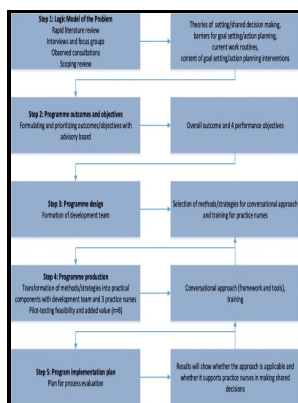 Step 1: Logic Model of the Problem
Rapid literature review
Interviews and focus groups
Observed consultations
Scoping review
Theories of setting/shared decision making,
barriers for goal setting/action planning,
current work routines,
content of goal setting/action planning interventions
Step 2: Programme outcomes and objectives
Formulating and prioritizing outcomes/objectives with
advisory board
Overall outcome and 4 performance objectives
Step 3: Programme design
Formation of development team
Selection of methods/strategies for conversational approach
and training for practice nurses
Step 4: Programme production
Transformation of methods/strategies into practical
components with development team and 3 practice nurses
Pilot-testing feasibility and added value (n=8)
Conversational approach (framework and tools),
training
Step 5: Program implementation plan
Plan for process evaluation
Results will show whether the approach is applicable and
whether it supports practice nurses in making shared
decisions